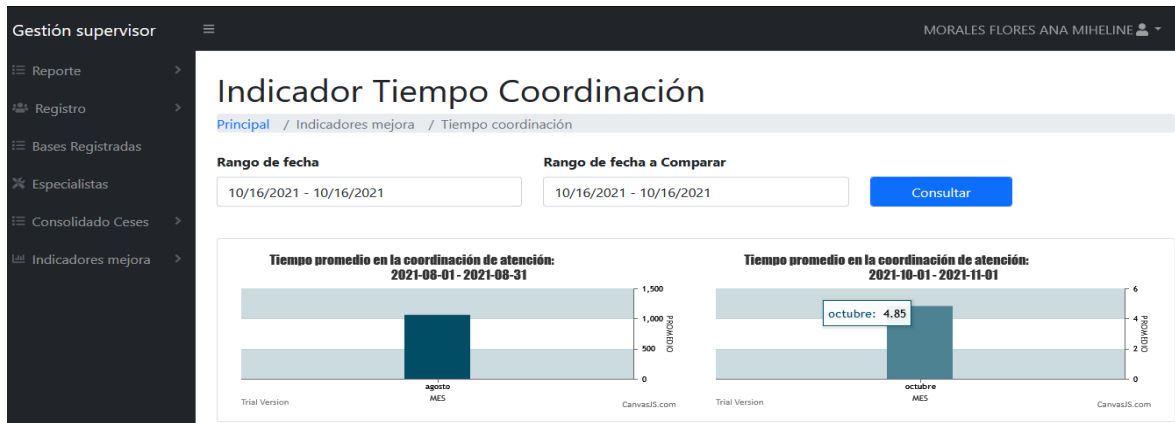 Gestión supervisor
MORALES FLORES ANA MIHELINE
Reporte
Registro
Bases Registradas
Especialistas
Consolidado Ceses
Indicadores mejora
Indicador Tiempo Coordinación
Principal / Indicadores mejora / Tiempo coordinación
Rango de fecha
Rango de fecha a Comparar
10/16/2021 - 10/16/2021
10/16/2021 - 10/16/2021
Consultar
Tiempo promedio en la coordinación de atención:
2021-08-01 - 2021-08-31
1,500
1,000
500
0
PROMEDIO
agosto
MES
Trial Version
CanvasJS.com
Tiempo promedio en la coordinación de atención:
2021-10-01 - 2021-11-01
octubre: 4.85
6
4
2
0
PROMEDIO
octubre
MES
Trial Version
CanvasJS.com